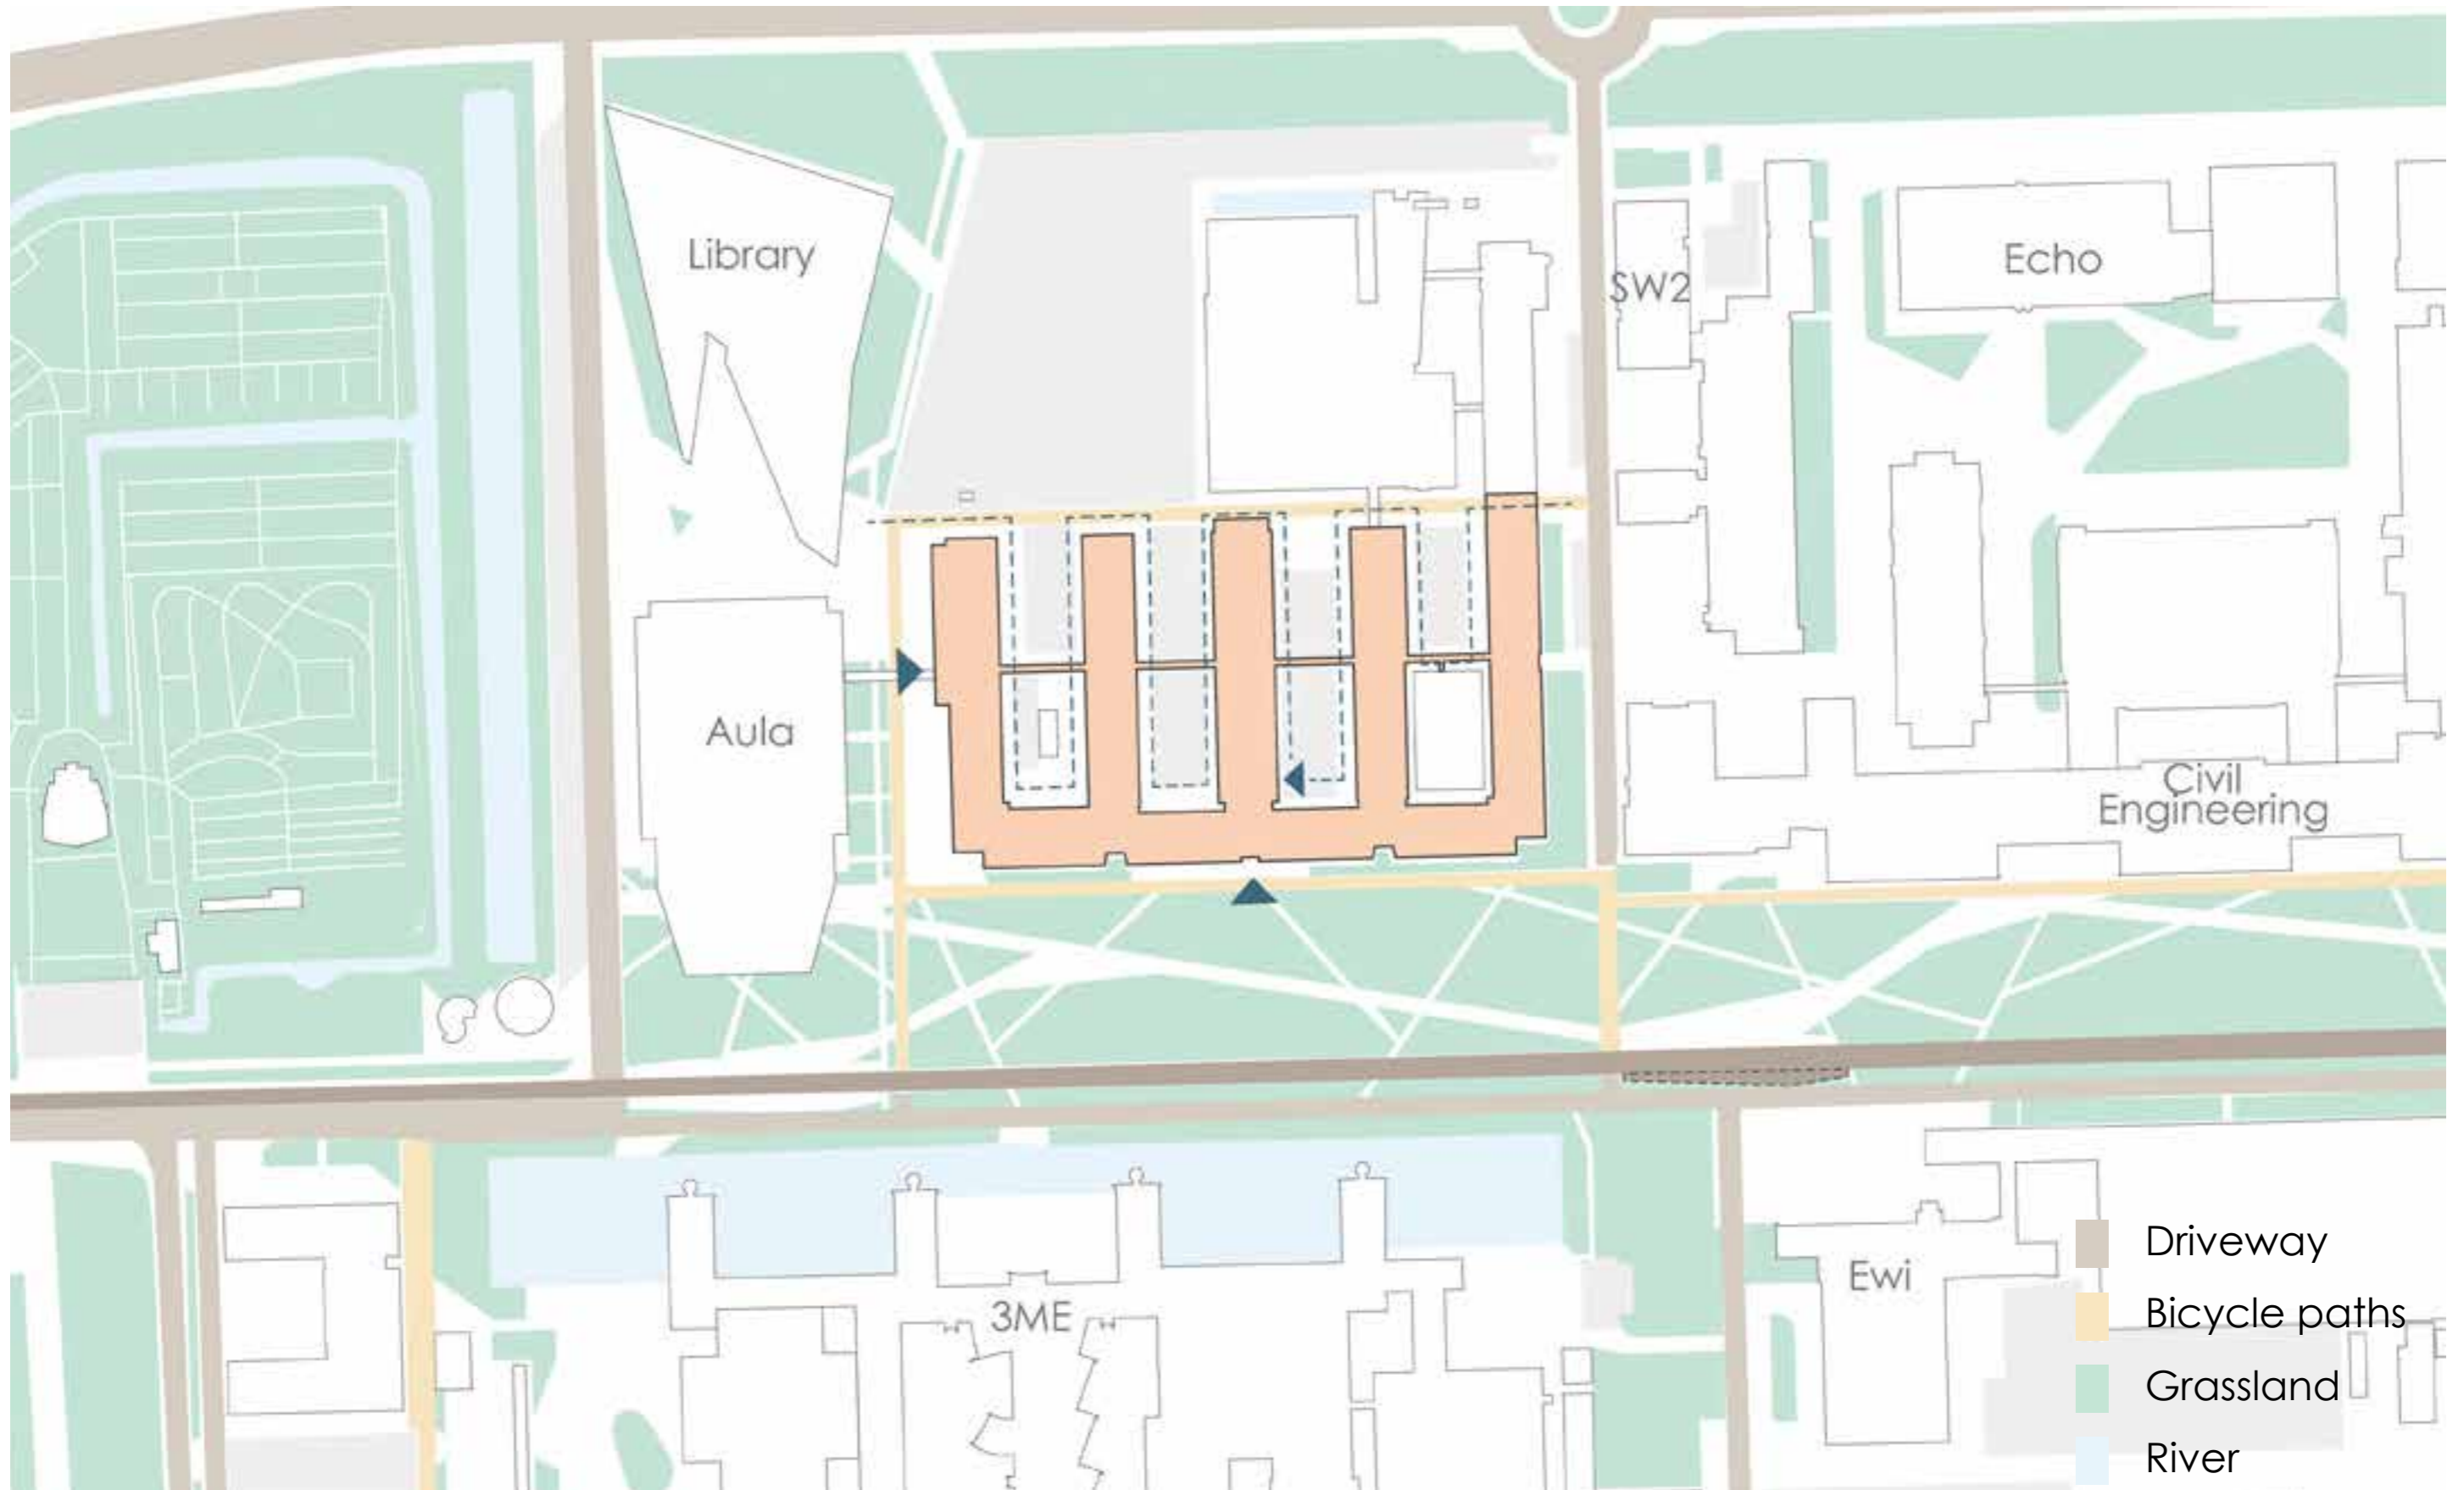 Library
SW2
Echo
Aula
Civil
Engineering
3ME
Ewi
Driveway
Bicycle paths
Grassland
River